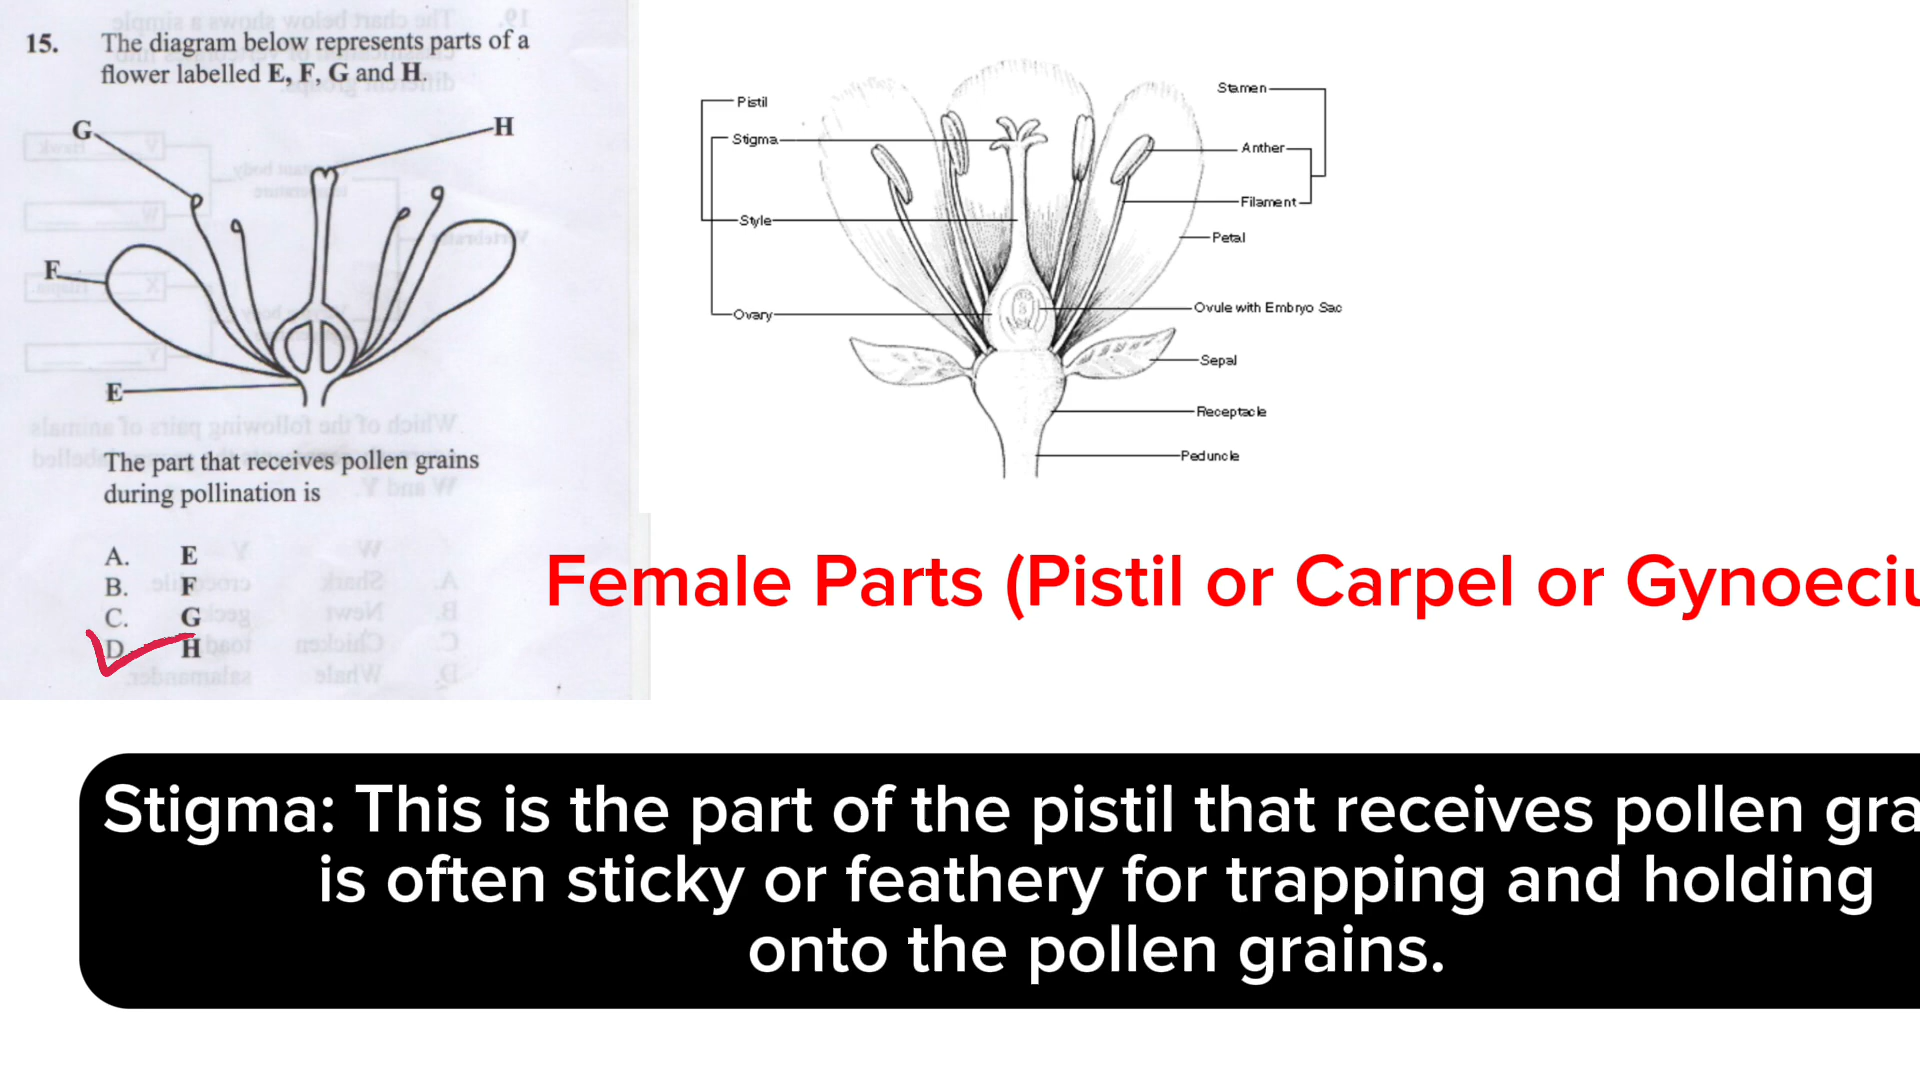 15. The diagram below represents parts of a
flower labelled E, F, G and H.
G
H
F
E
The part that receives pollen grains
during pollination is
A. E
B. F
C. G
D. H
Pistil
Stigma
Style
Ovary
Stamen
Anther
Filament
Petal
Ovule with Embryo Sac
Sepal
Receptacle
Peduncle
Female Parts (Pistil or Carpel or Gynoeciu
Stigma: This is the part of the pistil that receives pollen gra
is often sticky or feathery for trapping and holding
onto the pollen grains.